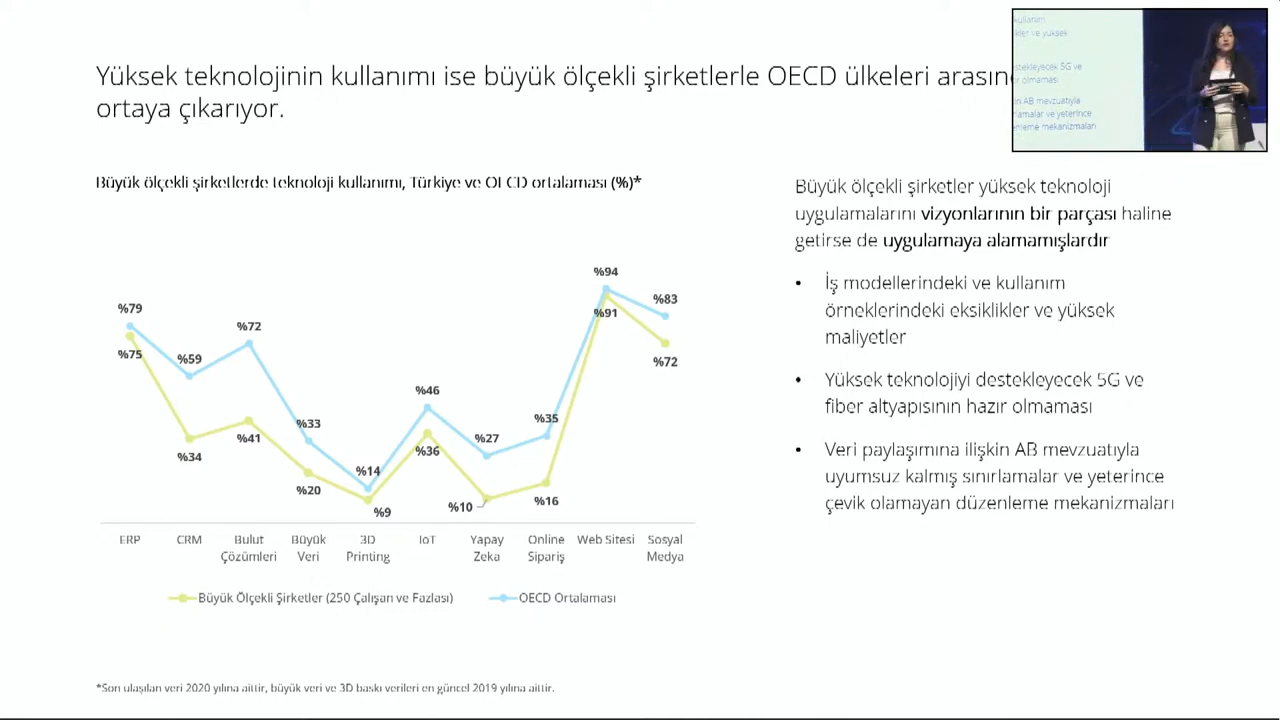 Yüksek teknolojinin kullanımı ise büyük ölçekli şirketlerle OECD ülkeleri
ortaya çıkarıyor.
Büyük ölçekli şirketlerde teknoloji kullanımı, Türkiye ve OECD ortalaması (%)*
%79
%75
%59
%34
%72
%41
%33
%20
%14
%9
%46
%36
%27
%10
%35
%16
%94
%91
%83
%72
ERP
CRM
Bulut
Çözümleri
Büyük
Veri
3D
Printing
IoT
Yapay
Zeka
Online
Sipariş
Web Sitesi
Sosyal
Medya
Büyük Ölçekli Şirketler (250 Çalışan ve Fazlası)
OECD Ortalaması
*Son ulaşılan veri 2020 yılına aittir, büyük veri ve 3D baskı verileri en güncel 2019 yılına aittir.
Büyük ölçekli şirketler yüksek teknoloji
uygulamalarını vizyonlarının bir parçası haline
getirse de uygulamaya alamamışlardır
• İş modellerindeki ve kullanım
örneklerindeki eksiklikler ve yüksek
maliyetler
• Yüksek teknolojiyi destekleyecek 5G ve
fiber altyapısının hazır olmaması
• Veri paylaşımına ilişkin AB mevzuatıyla
uyumsuz kalmış sınırlamalar ve yeterince
çevik olamayan düzenleme mekanizmaları
kullanım
ve yüksek
5G ve
olmaması
AB mevzuatıyla
ve yeterince
mekanizmaları